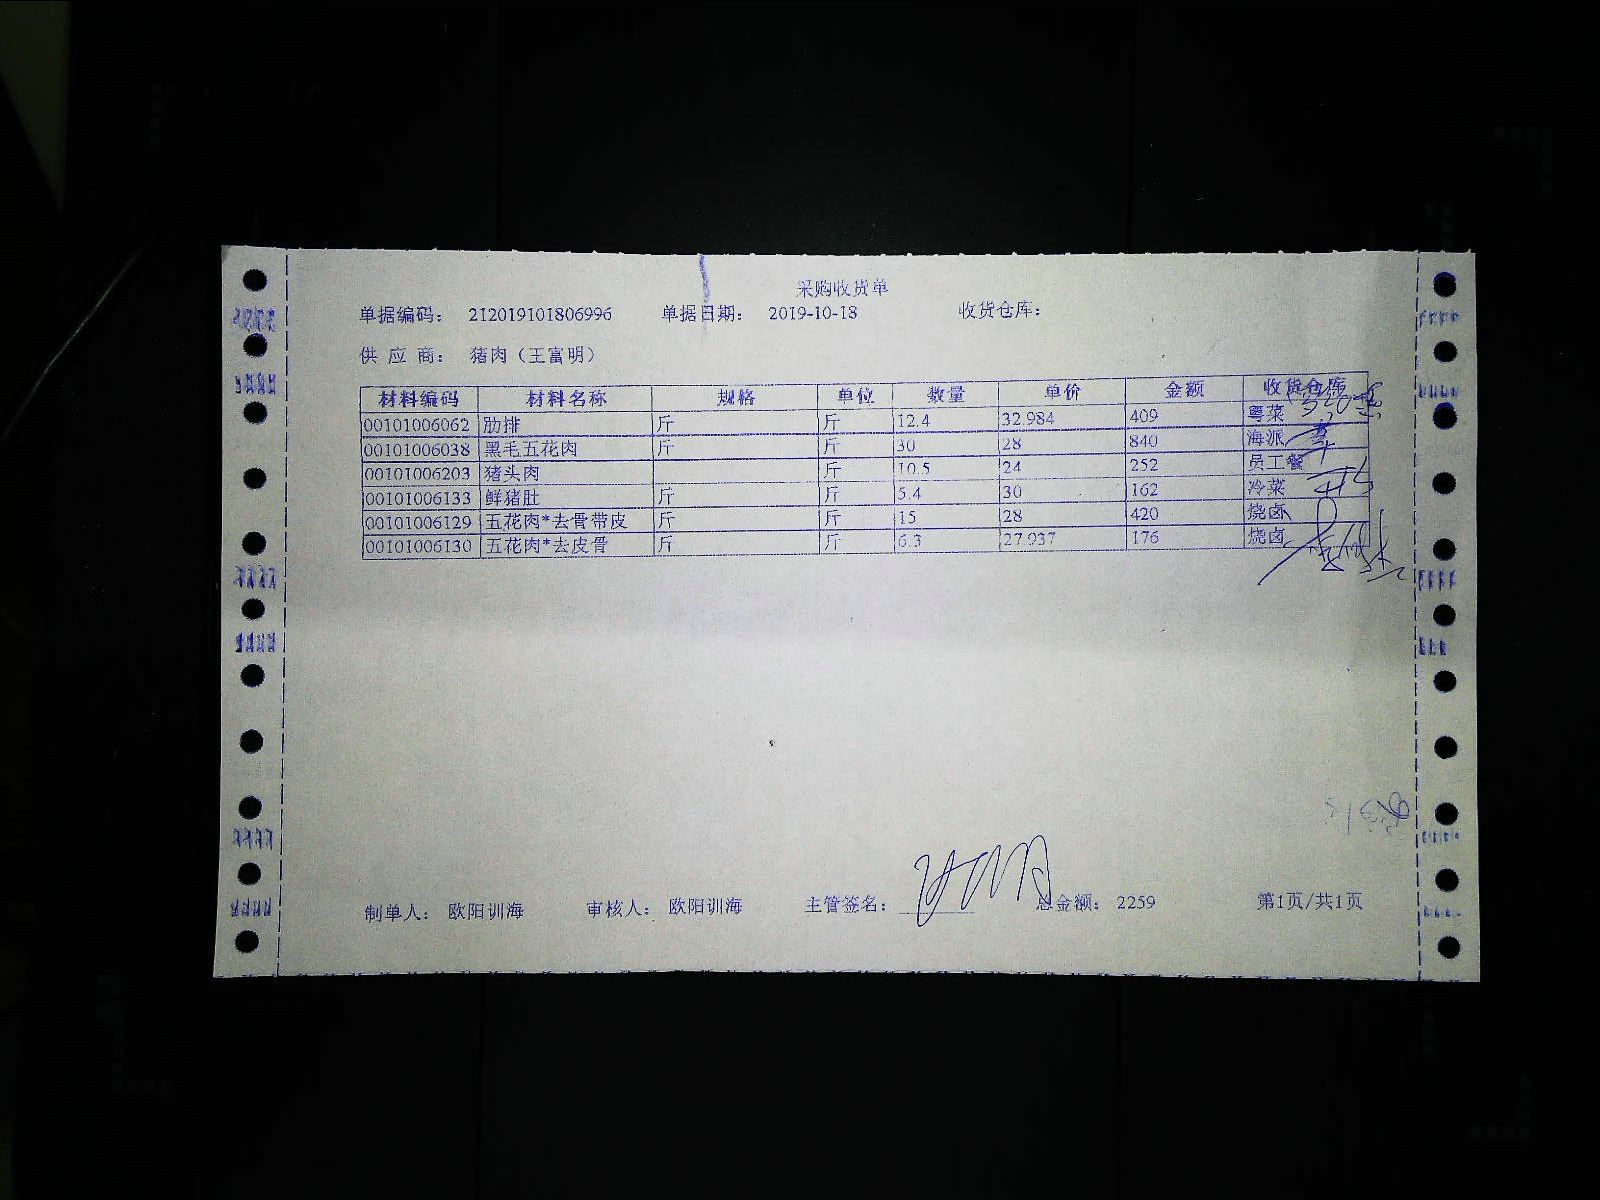 采购收货单
单据编码： 212019101806996 单据日期： 2019-10-18 收货仓库：
供 应 商： 猪肉（王富明）
材料编码 材料名称 规格 单位 数量 单价 金额 收货仓库
00101006062 肋排 斤 斤 12.4 32.984 409 粤菜
00101006038 黑毛五花肉 斤 斤 30 28 840 海派
00101006203 猪头肉 斤 10.5 24 252 员工餐
00101006133 鲜猪肚 斤 斤 5.4 30 162 冷菜
00101006129 五花肉*去骨带皮 斤 斤 15 28 420 烧卤
00101006130 五花肉*去皮骨 斤 斤 6.3 27.937 176 烧卤
制单人： 欧阳训海 审核人： 欧阳训海 主管签名： 总金额： 2259 第1页/共1页